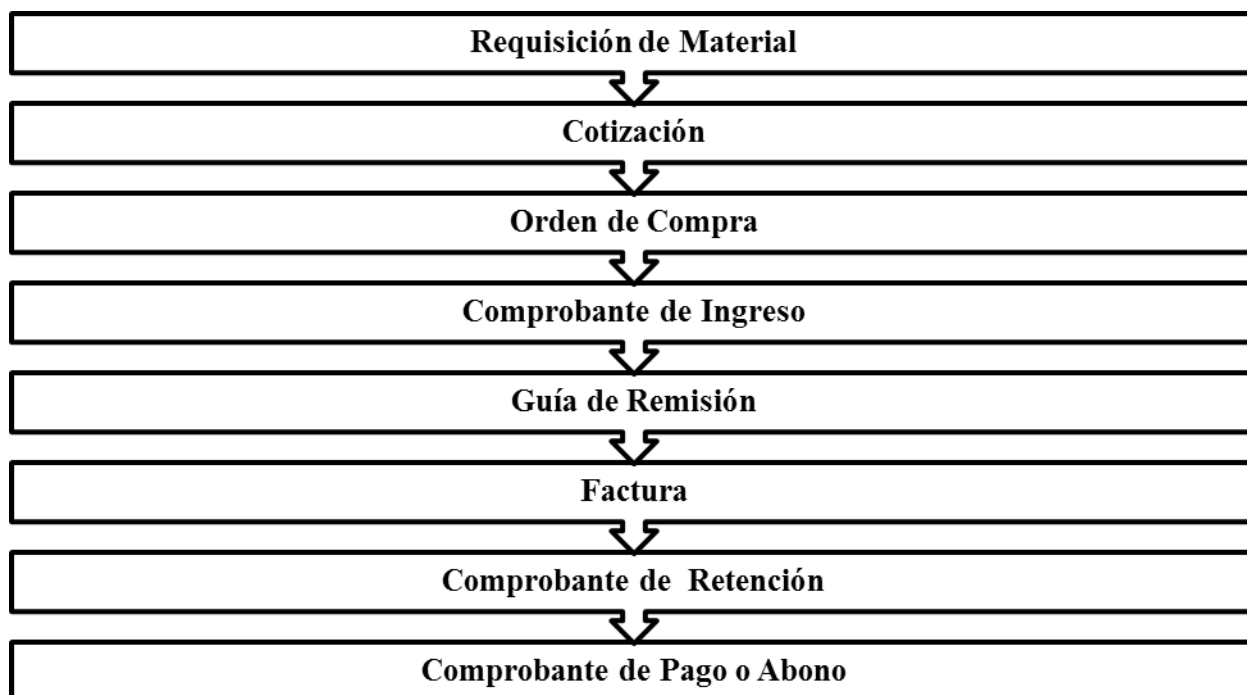 Requisición de Material
Cotización
Orden de Compra
Comprobante de Ingreso
Guía de Remisión
Factura
Comprobante de  Retención
Comprobante de Pago o Abono